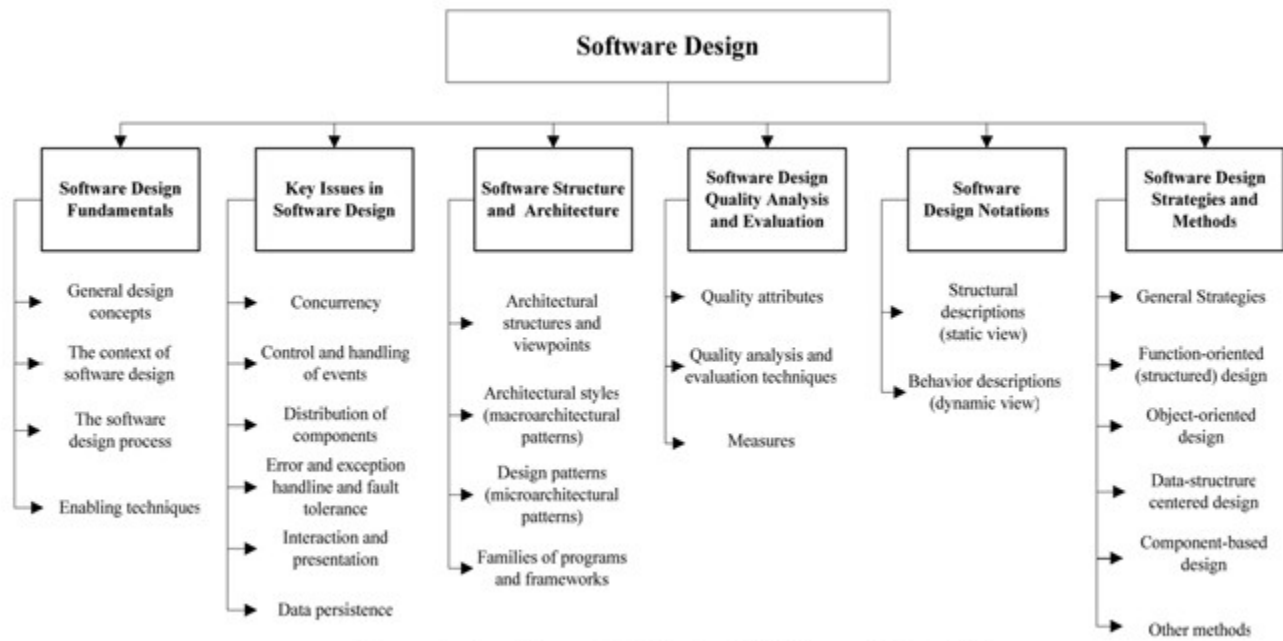 Software Design
Software Design
Fundamentals
General design
concepts
The context of
software design
The software
design process
Enabling techniques
Key Issues in
Software Design
Concurrency
Control and handling
of events
Distribution of
components
Error and exception
handline and fault
tolerance
Interaction and
presentation
Data persistence
Software Structure
and Architecture
Architectural
structures and
viewpoints
Architectural styles
(macroarchitectural
patterns)
Design patterns
(microarchitectural
patterns)
Families of programs
and frameworks
Software Design
Quality Analysis
and Evaluation
Quality attributes
Quality analysis and
evaluation techniques
Measures
Software
Design Notations
Structural
descriptions
(static view)
Behavior descriptions
(dynamic view)
Software Design
Strategies and
Methods
General Strategies
Function-oriented
(structured) design
Object-oriented
design
Data-structrure
centered design
Component-based
design
Other methods